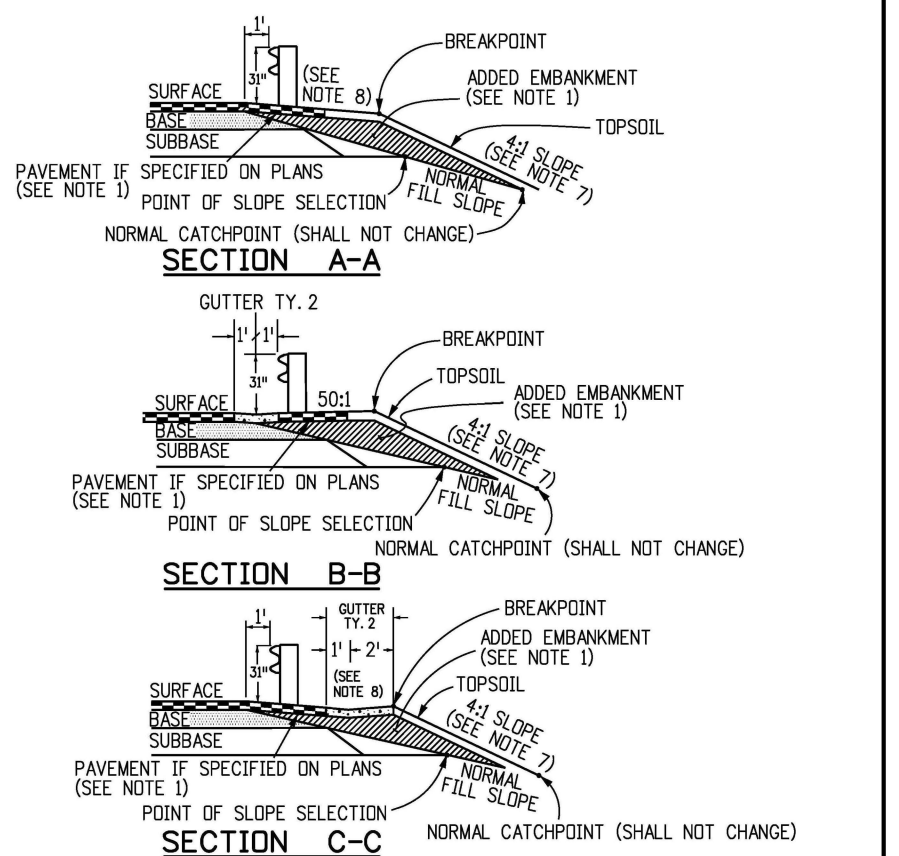 1'
BREAKPOINT
31"
(SEE
NOTE 8)
ADDED EMBANKMENT
(SEE NOTE 1)
SURFACE
TOPSOIL
BASE
4:1 SLOPE
(SEE NOTE 7)
SUBBASE
PAVEMENT IF SPECIFIED ON PLANS
(SEE NOTE 1)
POINT OF SLOPE SELECTION
NORMAL
FILL SLOPE
NORMAL CATCHPOINT (SHALL NOT CHANGE)
SECTION A-A
GUTTER TY. 2
1' 1'
BREAKPOINT
31"
TOPSOIL
ADDED EMBANKMENT
(SEE NOTE 1)
SURFACE
50:1
BASE
4:1 SLOPE
(SEE NOTE 7)
SUBBASE
PAVEMENT IF SPECIFIED ON PLANS
(SEE NOTE 1)
NORMAL
FILL SLOPE
POINT OF SLOPE SELECTION
NORMAL CATCHPOINT (SHALL NOT CHANGE)
SECTION B-B
1'
GUTTER
TY. 2
BREAKPOINT
1' 2'
ADDED EMBANKMENT
(SEE NOTE 1)
31"
(SEE
NOTE 8)
TOPSOIL
SURFACE
4:1 SLOPE
(SEE NOTE 7)
BASE
SUBBASE
PAVEMENT IF SPECIFIED ON PLANS
(SEE NOTE 1)
NORMAL
FILL SLOPE
POINT OF SLOPE SELECTION
NORMAL CATCHPOINT (SHALL NOT CHANGE)
SECTION C-C